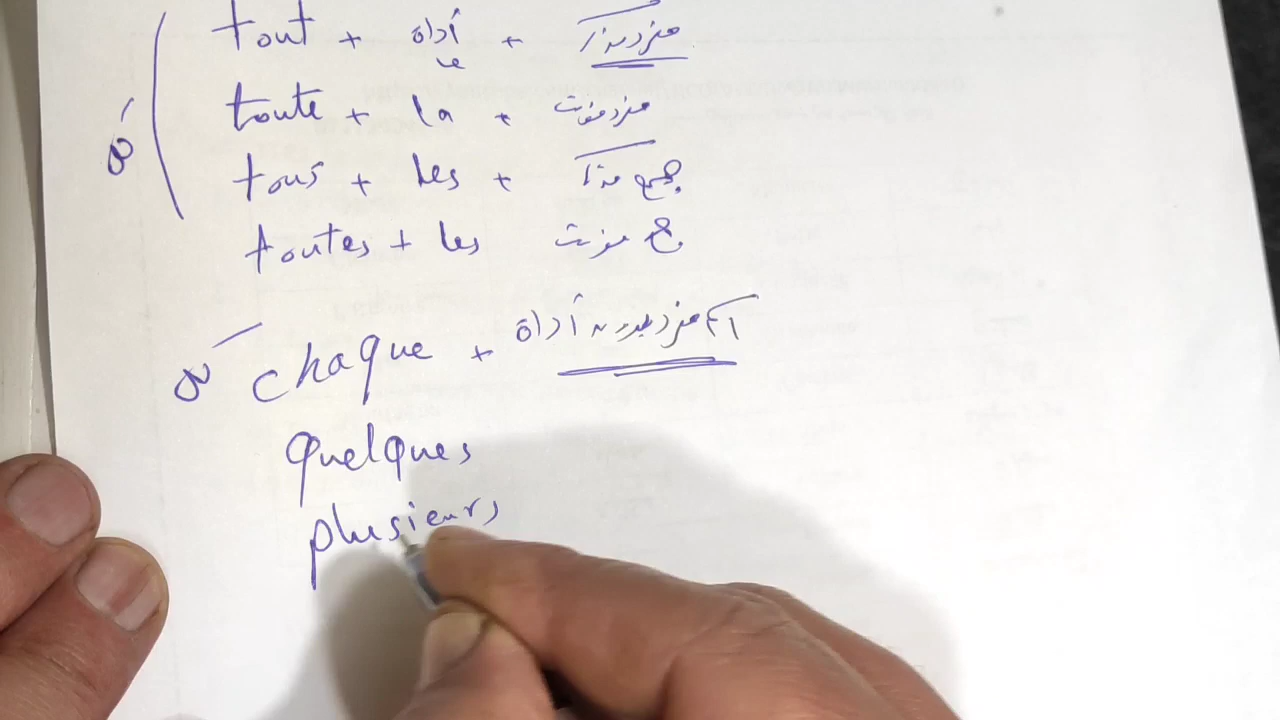 tout + أداة + مفرد مذكر
toute + la + مفرد مؤنث
tous + les + جمع مذكر
toutes + les ج مؤنث
chaque + اسم مفرد بدون أداة
quelques
plusieurs